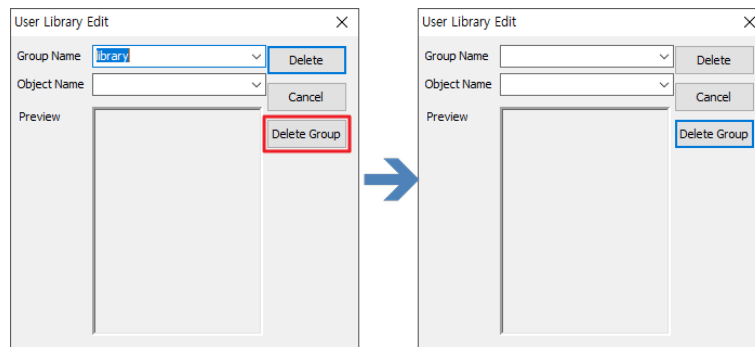 User Library Edit
Group Name library Delete
Object Name
Cancel
Preview
Delete Group
User Library Edit
Group Name Delete
Object Name
Cancel
Preview
Delete Group